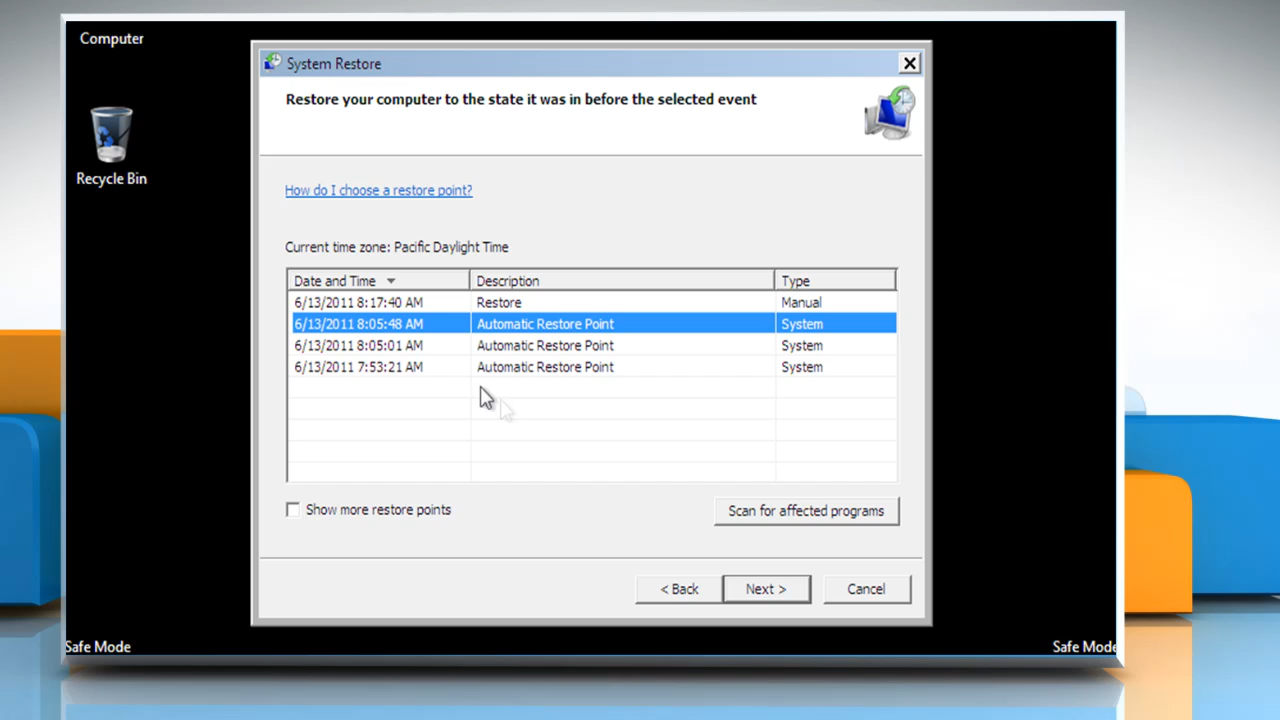 Computer
Recycle Bin
System Restore
Restore your computer to the state it was in before the selected event
How do I choose a restore point?
Current time zone: Pacific Daylight Time
Date and Time Description Type
6/13/2011 8:17:40 AM Restore Manual
6/13/2011 8:05:48 AM Automatic Restore Point System
6/13/2011 8:05:01 AM Automatic Restore Point System
6/13/2011 7:53:21 AM Automatic Restore Point System
Show more restore points Scan for affected programs
< Back Next > Cancel
Safe Mode Safe Mode